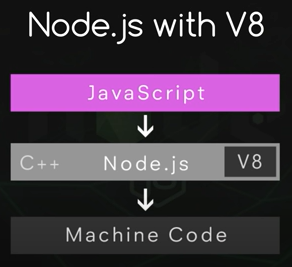 Node.js with V8
JavaScript
C++ Node.js V8
Machine Code